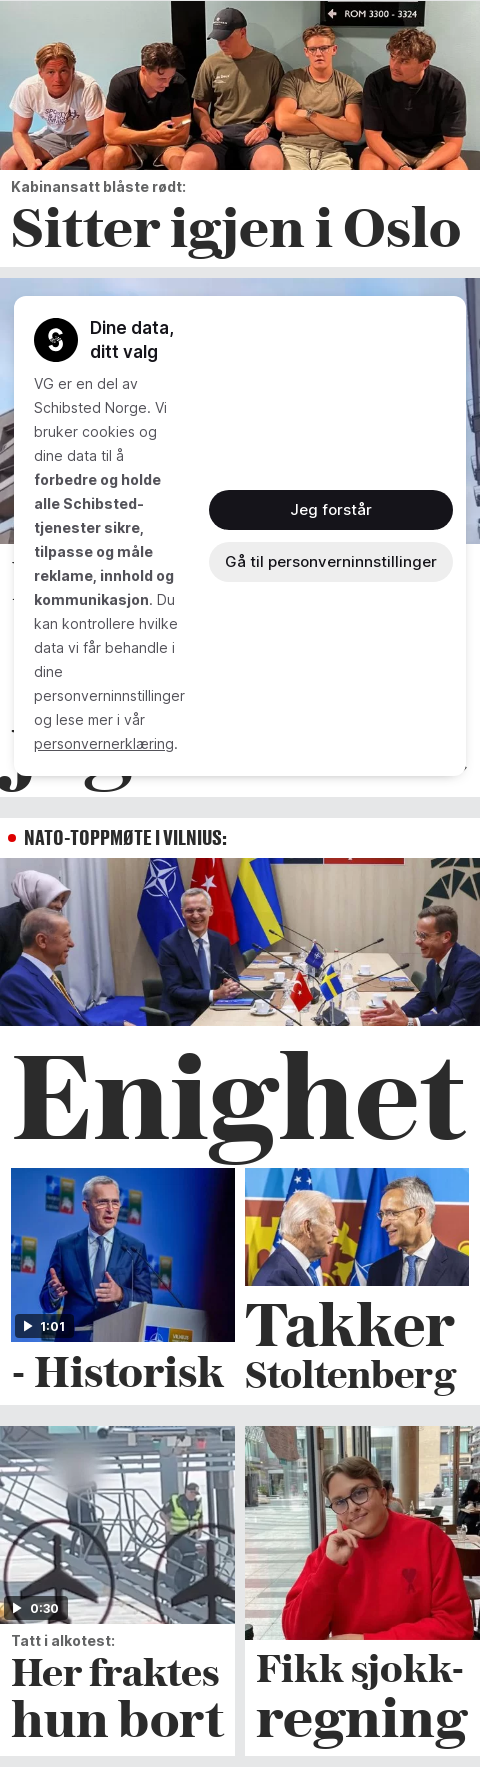 ROM 3300 - 3324
Kabinansatt blåste rødt:
Sitter igjen i Oslo
Dine data,
ditt valg
VG er en del av
Schibsted Norge. Vi
bruker cookies og
dine data til å
forbedre og holde
alle Schibsted-
tjenester sikre,
tilpasse og måle
reklame, innhold og
kommunikasjon. Du
kan kontrollere hvilke
data vi får behandle i
dine
personverninnstillinger
og lese mer i vår
personvernerklæring.
Jeg forstår
Gå til personverninnstillinger
NATO-TOPPMØTE I VILNIUS:
Enighet
1:01
- Historisk
Takker
Stoltenberg
0:30
Tatt i alkotest:
Her fraktes
hun bort
Fikk sjokk-
regning